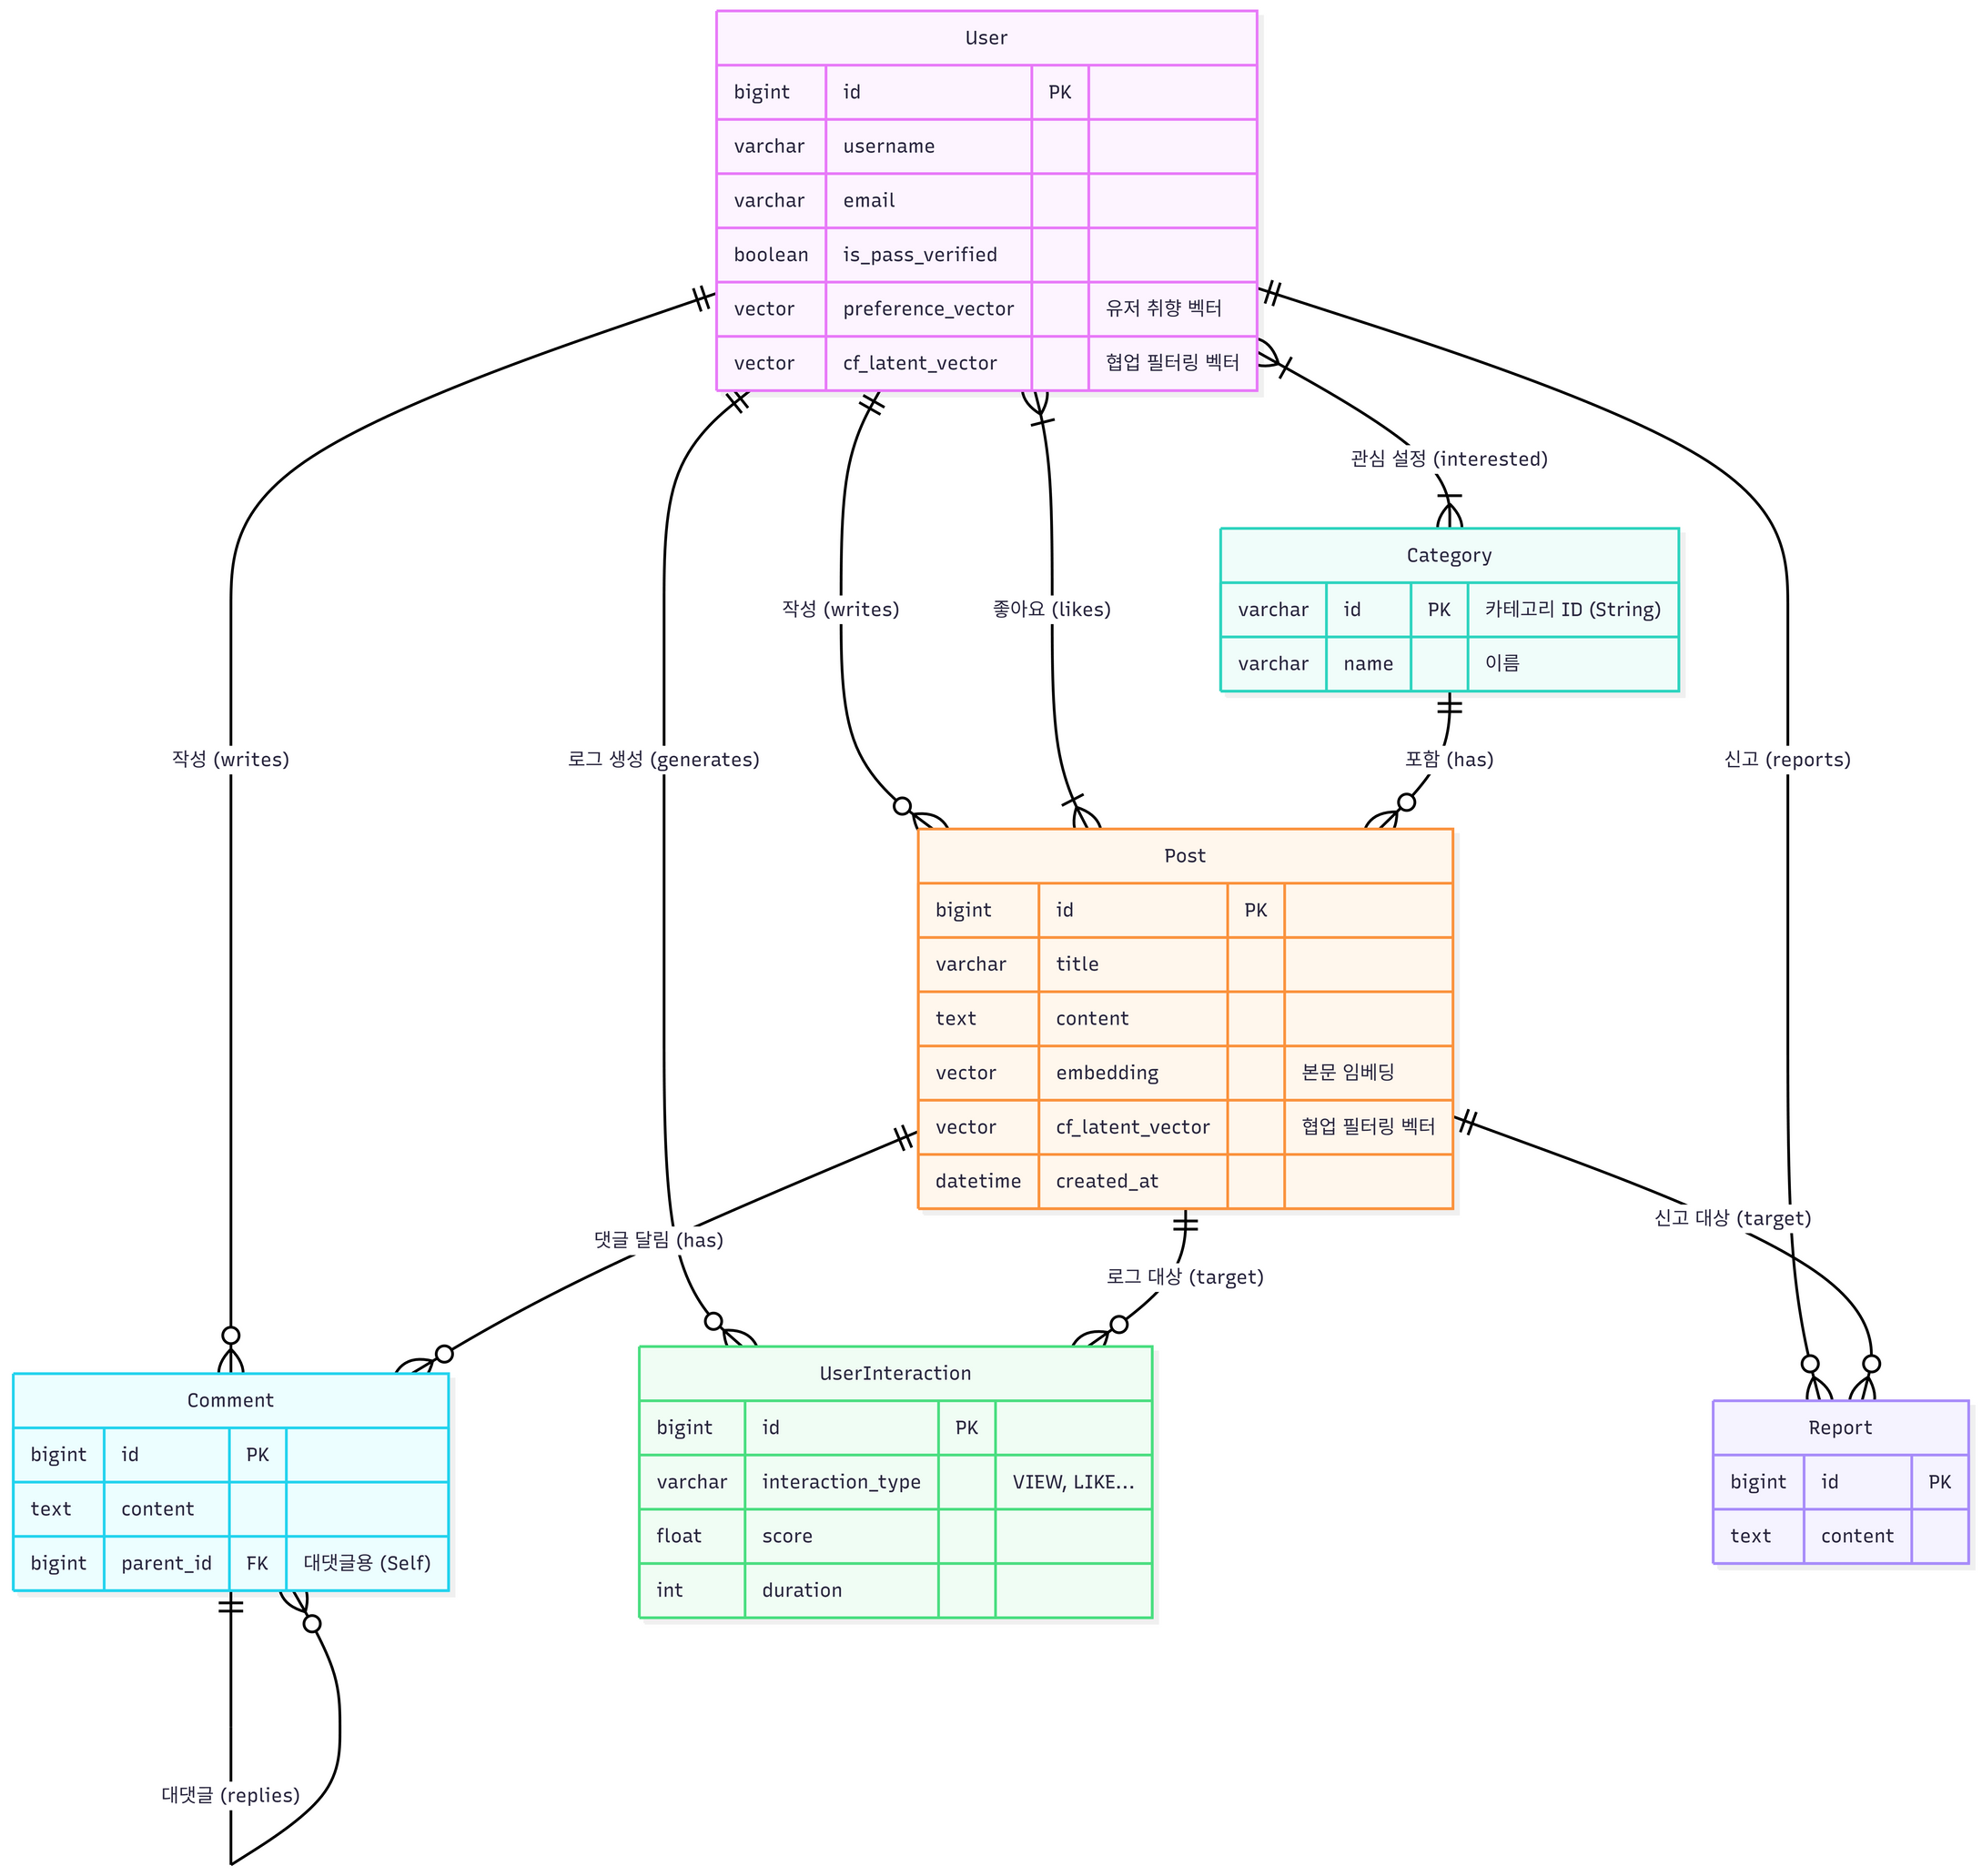 User
bigint id PK
varchar username
varchar email
boolean is_pass_verified
vector preference_vector 유저 취향 벡터
vector cf_latent_vector 협업 필터링 벡터
관심 설정 (interested)
Category
varchar id PK 카테고리 ID (String)
varchar name 이름
작성 (writes)
좋아요 (likes)
작성 (writes)
로그 생성 (generates)
포함 (has)
신고 (reports)
Post
bigint id PK
varchar title
text content
vector embedding 본문 임베딩
vector cf_latent_vector 협업 필터링 벡터
datetime created_at
댓글 달림 (has)
로그 대상 (target)
신고 대상 (target)
Comment
bigint id PK
text content
bigint parent_id FK 대댓글용 (Self)
UserInteraction
bigint id PK
varchar interaction_type VIEW, LIKE...
float score
int duration
Report
bigint id PK
text content
대댓글 (replies)